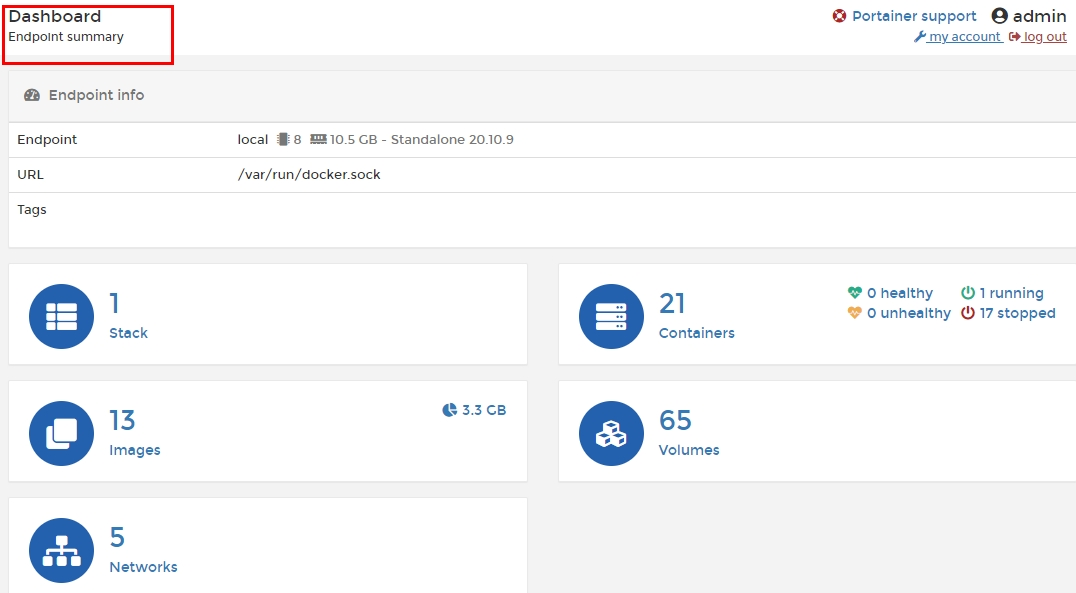 Dashboard
Endpoint summary
Portainer support admin
my account log out
Endpoint info
Endpoint local 8 10.5 GB - Standalone 20.10.9
URL /var/run/docker.sock
Tags
1
Stack
21
Containers
0 healthy 1 running
0 unhealthy 17 stopped
13
Images
3.3 GB
65
Volumes
5
Networks